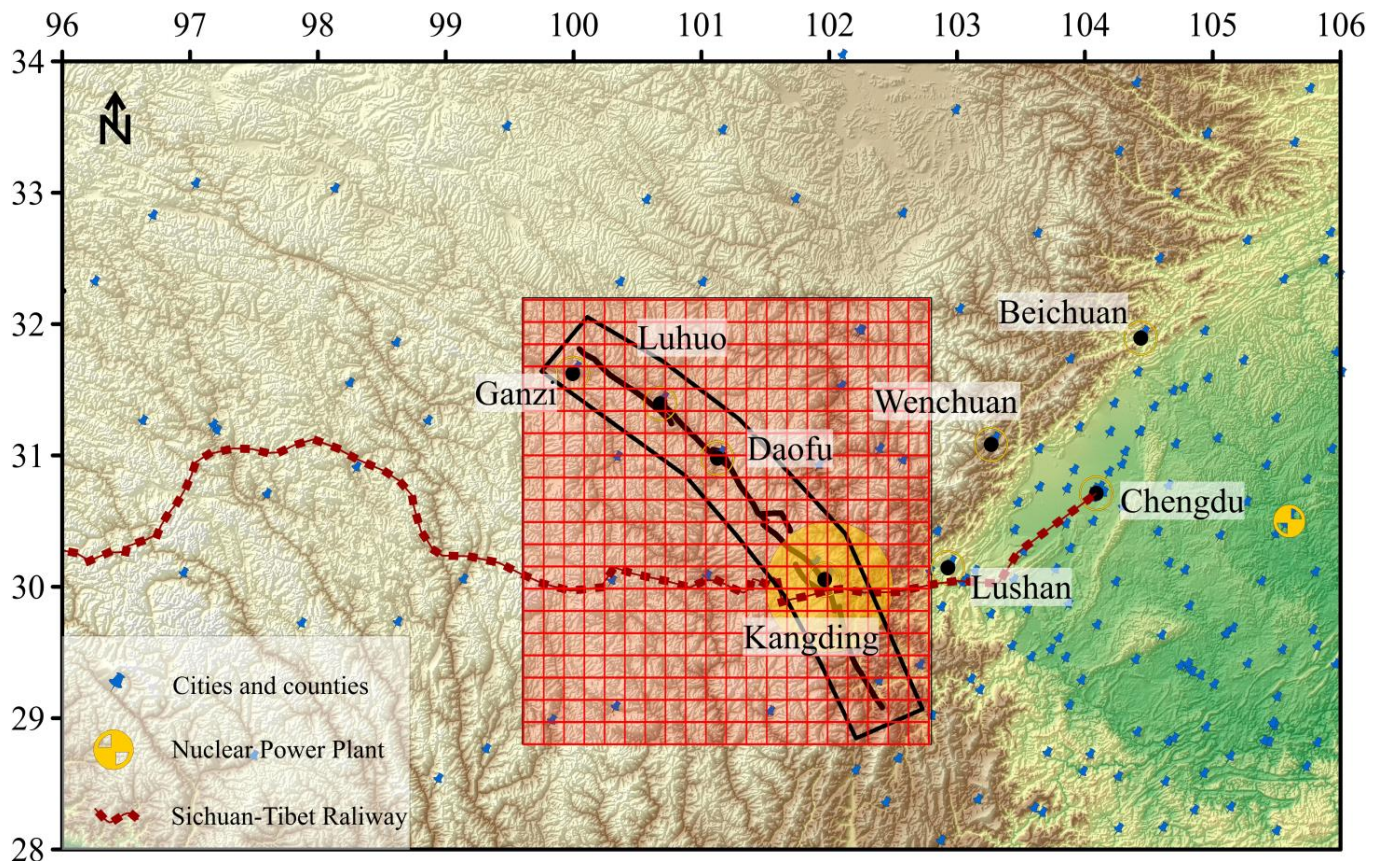 96 97 98 99 100 101 102 103 104 105 106
34
N
33
32
Beichuan
Luhuo
Ganzi
Wenchuan
31
Daofu
Chengdu
30
Lushan
Kangding
Cities and counties
29
Nuclear Power Plant
Sichuan-Tibet Raliway
28